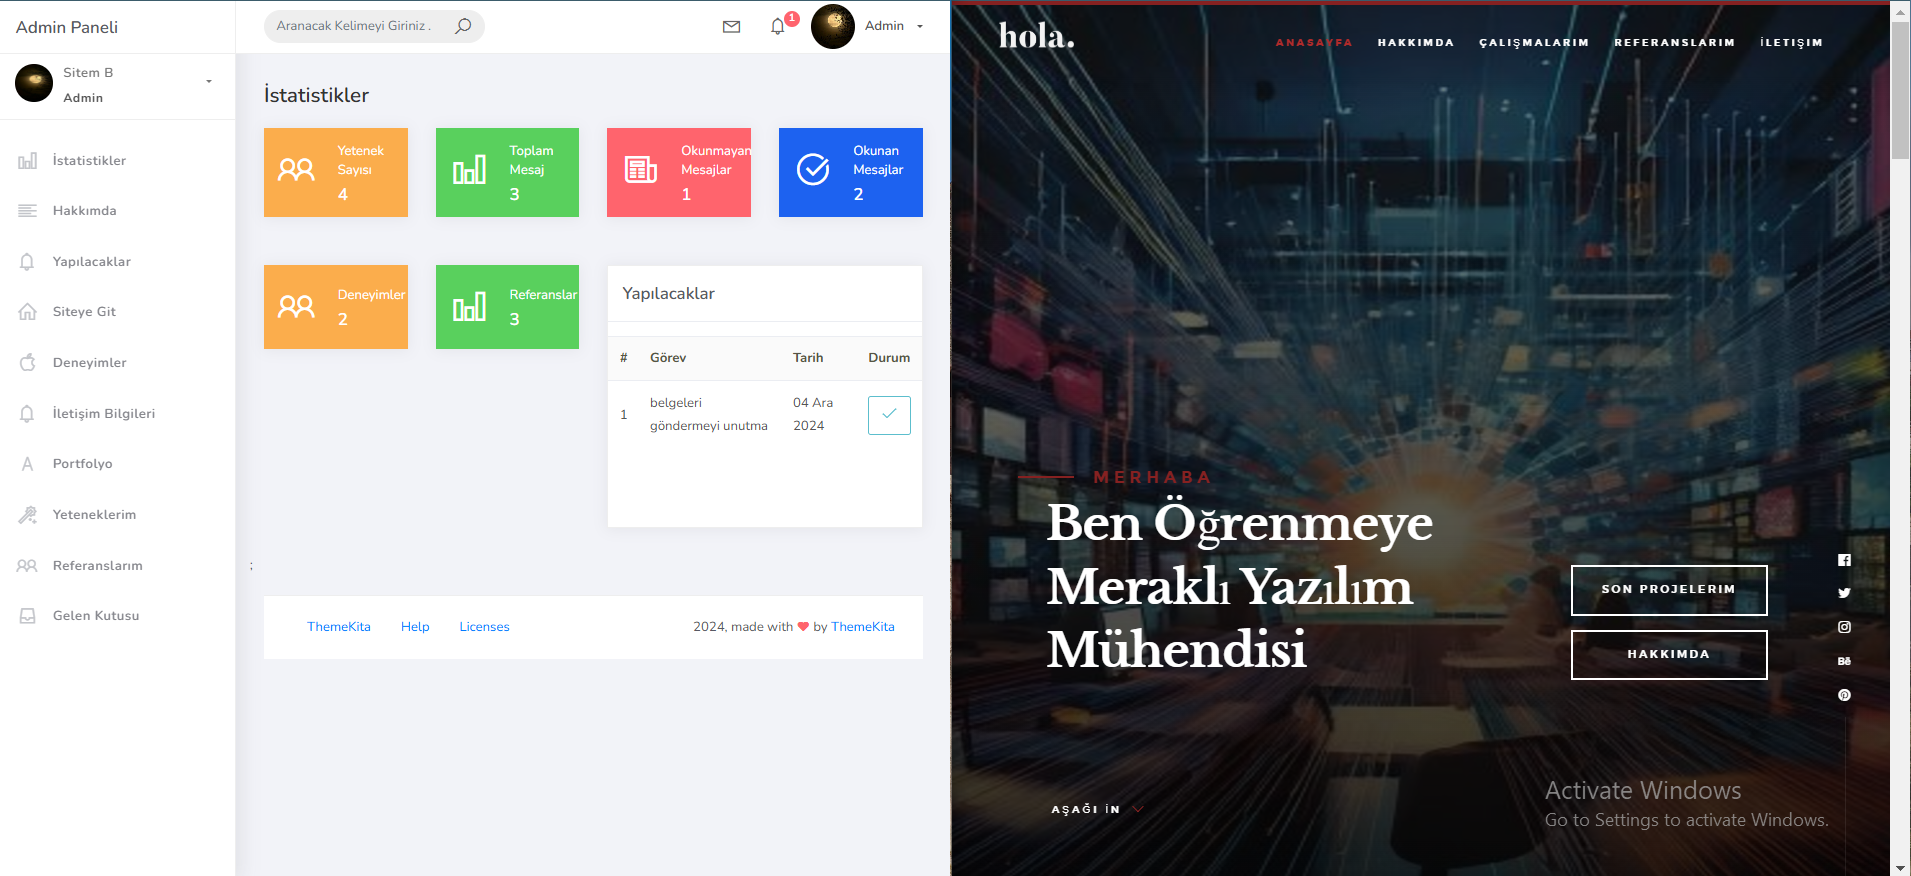 Admin Paneli
Sitem B
Admin
İstatistikler
Hakkımda
Yapılacaklar
Siteye Git
Deneyimler
İletişim Bilgileri
Portfolyo
Yeteneklerim
Referanslarım
Gelen Kutusu
Aranacak Kelimeyi Giriniz .
1
Admin
İstatistikler
Yetenek
Sayısı
4
Toplam
Mesaj
3
Okunmayan
Mesajlar
1
Okunan
Mesajlar
2
Deneyimler
2
Referanslar
3
Yapılacaklar
# Görev Tarih Durum
1 belgeleri göndermeyi unutma 04 Ara 2024
;
ThemeKita Help Licenses
2024, made with by ThemeKita
hola.
ANASAYFA HAKKIMDA ÇALIŞMALARIM REFERANSLARIM İLETİŞİM
MERHABA
Ben Öğrenmeye
Meraklı Yazılım
Mühendisi
SON PROJELERIM
HAKKIMDA
Bē
AŞAĞI İN
Activate Windows
Go to Settings to activate Windows.